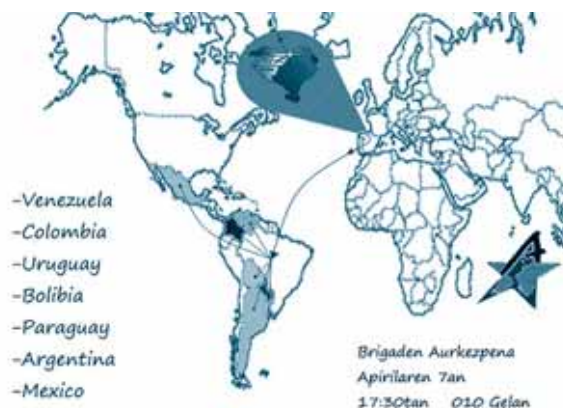 -Venezuela
-Colombia
-Uruguay
-Bolibia
-Paraguay
-Argentina
-Mexico
Brigaden Aurkezpena
Apirilaren 7an
17:30tan 010 Gelan